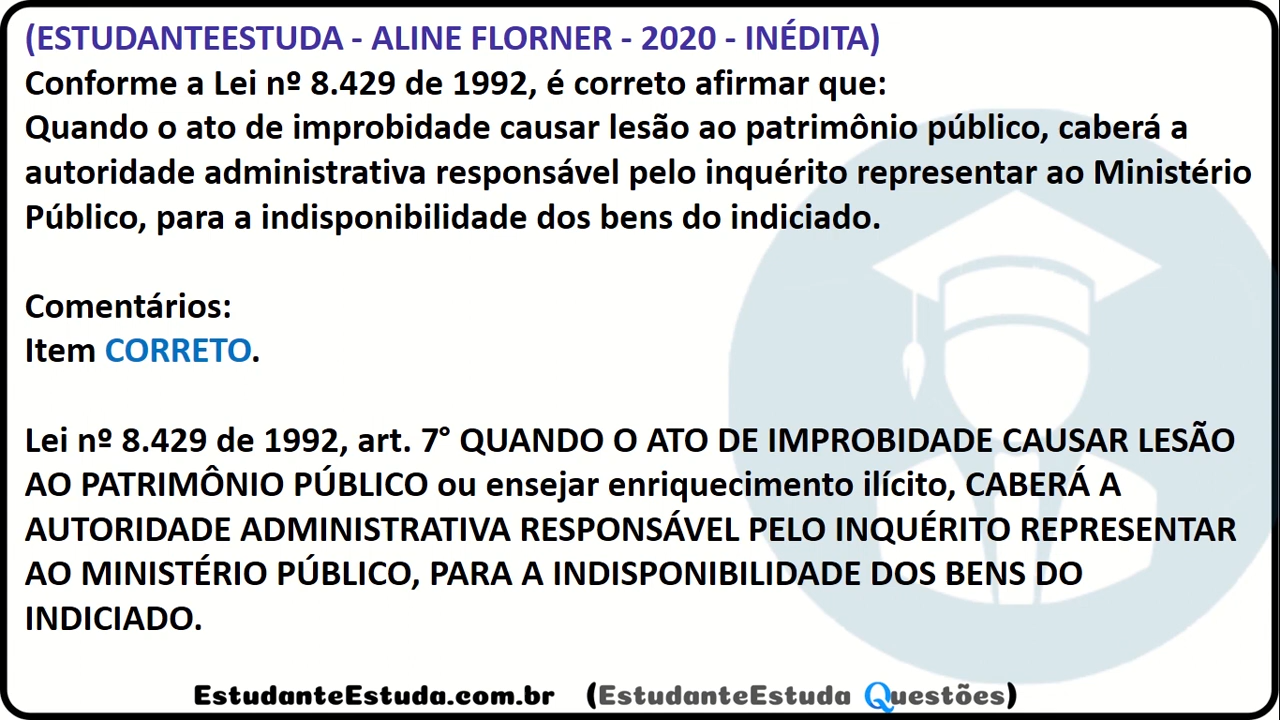 (ESTUDANTEESTUDA - ALINE FLORNER - 2020 - INÉDITA)
Conforme a Lei nº 8.429 de 1992, é correto afirmar que:
Quando o ato de improbidade causar lesão ao patrimônio público, caberá a
autoridade administrativa responsável pelo inquérito representar ao Ministério
Público, para a indisponibilidade dos bens do indiciado.
Comentários:
Item CORRETO.
Lei nº 8.429 de 1992, art. 7° QUANDO O ATO DE IMPROBIDADE CAUSAR LESÃO
AO PATRIMÔNIO PÚBLICO ou ensejar enriquecimento ilícito, CABERÁ A
AUTORIDADE ADMINISTRATIVA RESPONSÁVEL PELO INQUÉRITO REPRESENTAR
AO MINISTÉRIO PÚBLICO, PARA A INDISPONIBILIDADE DOS BENS DO
INDICIADO.
EstudanteEstuda.com.br (EstudanteEstuda Questões)